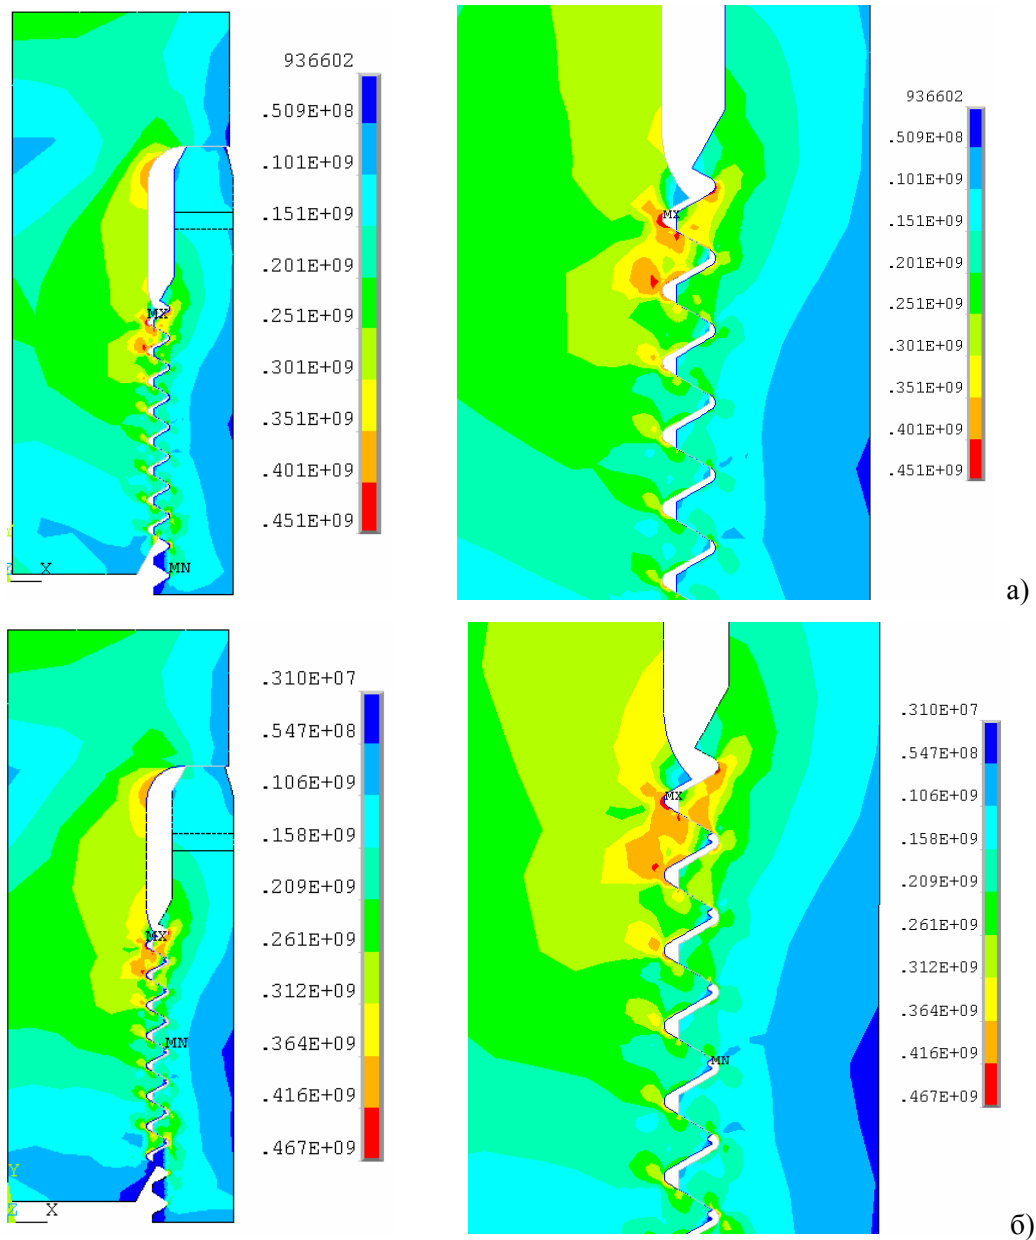 936602
.509E+08
.101E+09
.151E+09
.201E+09
.251E+09
.301E+09
.351E+09
.401E+09
.451E+09
MX
MN
Y
Z X
936602
.509E+08
.101E+09
.151E+09
.201E+09
.251E+09
.301E+09
.351E+09
.401E+09
.451E+09
MX
а)
.310E+07
.547E+08
.106E+09
.158E+09
.209E+09
.261E+09
.312E+09
.364E+09
.416E+09
.467E+09
MX
MN
Y
Z X
.310E+07
.547E+08
.106E+09
.158E+09
.209E+09
.261E+09
.312E+09
.364E+09
.416E+09
.467E+09
MX
MN
б)